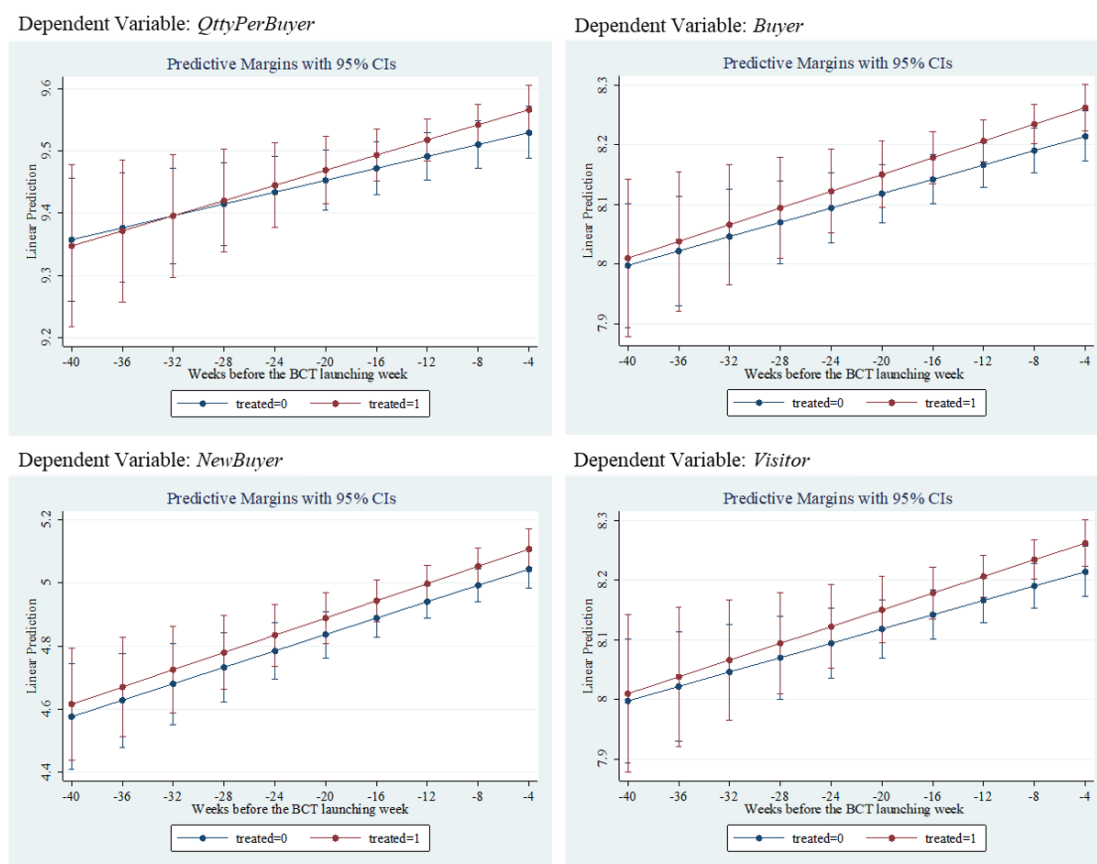 Dependent Variable: QttyPerBuyer
Predictive Margins with 95% CIs
Linear Prediction
9.6
9.5
9.4
9.3
9.2
-40 -36 -32 -28 -24 -20 -16 -12 -8 -4
Weeks before the BCT launching week
treated=0 treated=1
Dependent Variable: Buyer
Predictive Margins with 95% CIs
Linear Prediction
8.3
8.2
8.1
8
7.9
-40 -36 -32 -28 -24 -20 -16 -12 -8 -4
Weeks before the BCT launching week
treated=0 treated=1
Dependent Variable: NewBuyer
Predictive Margins with 95% CIs
Linear Prediction
5.2
5
4.8
4.6
4.4
-40 -36 -32 -28 -24 -20 -16 -12 -8 -4
Weeks before the BCT launching week
treated=0 treated=1
Dependent Variable: Visitor
Predictive Margins with 95% CIs
Linear Prediction
8.3
8.2
8.1
8
7.9
-40 -36 -32 -28 -24 -20 -16 -12 -8 -4
Weeks before the BCT launching week
treated=0 treated=1